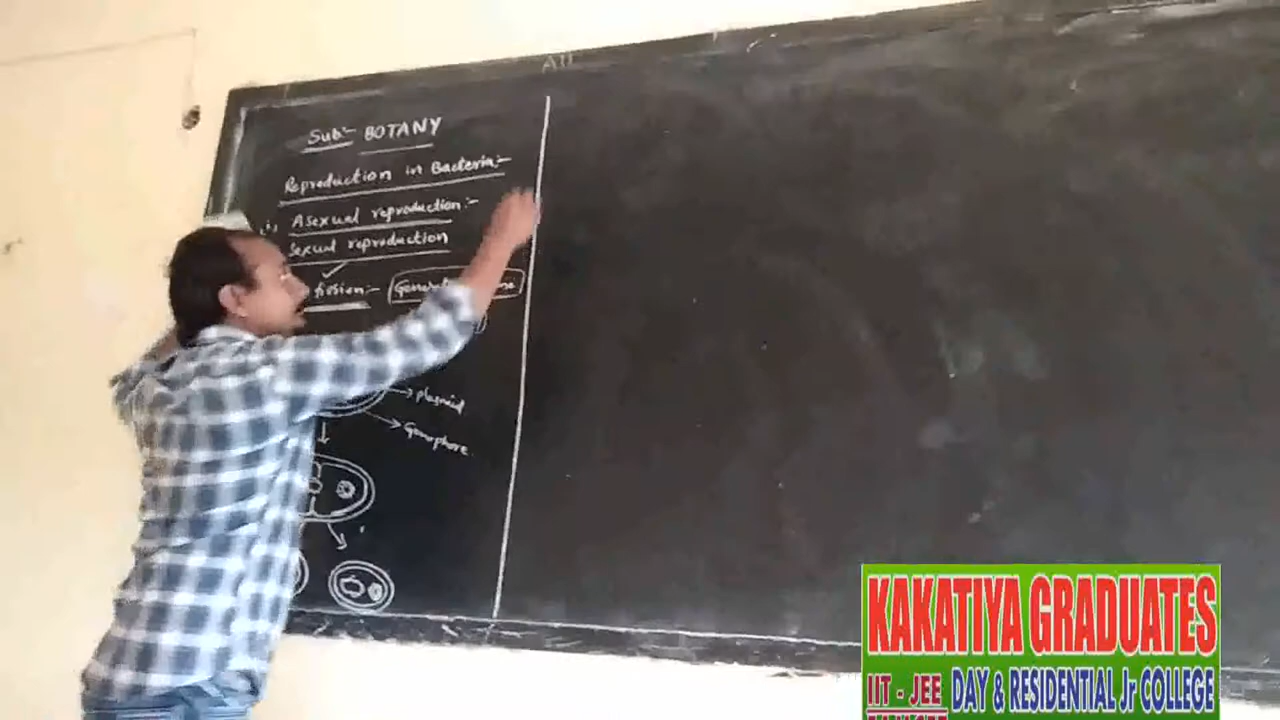 Sub:- BOTANY
Reproduction in Bacteria:-
Asexual reproduction:-
Sexual reproduction
fission:-
plasmid
Genophore.
KAKATIYA GRADUATES
IIT - JEE DAY & RESIDENTIAL Jr COLLEGE